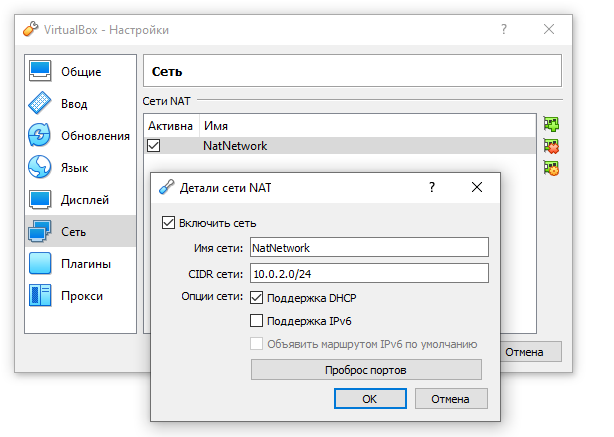 VirtualBox - Настройки
Общие
Ввод
Обновления
Язык
Дисплей
Сеть
Плагины
Прокси
Сеть
Сети NAT
Активна Имя
NatNetwork
Детали сети NAT
Включить сеть
Имя сети: NatNetwork
CIDR сети: 10.0.2.0/24
Опции сети: Поддержка DHCP
Поддержка IPv6
Объявить маршрутом IPv6 по умолчанию
Проброс портов
OK Отмена
Отмена